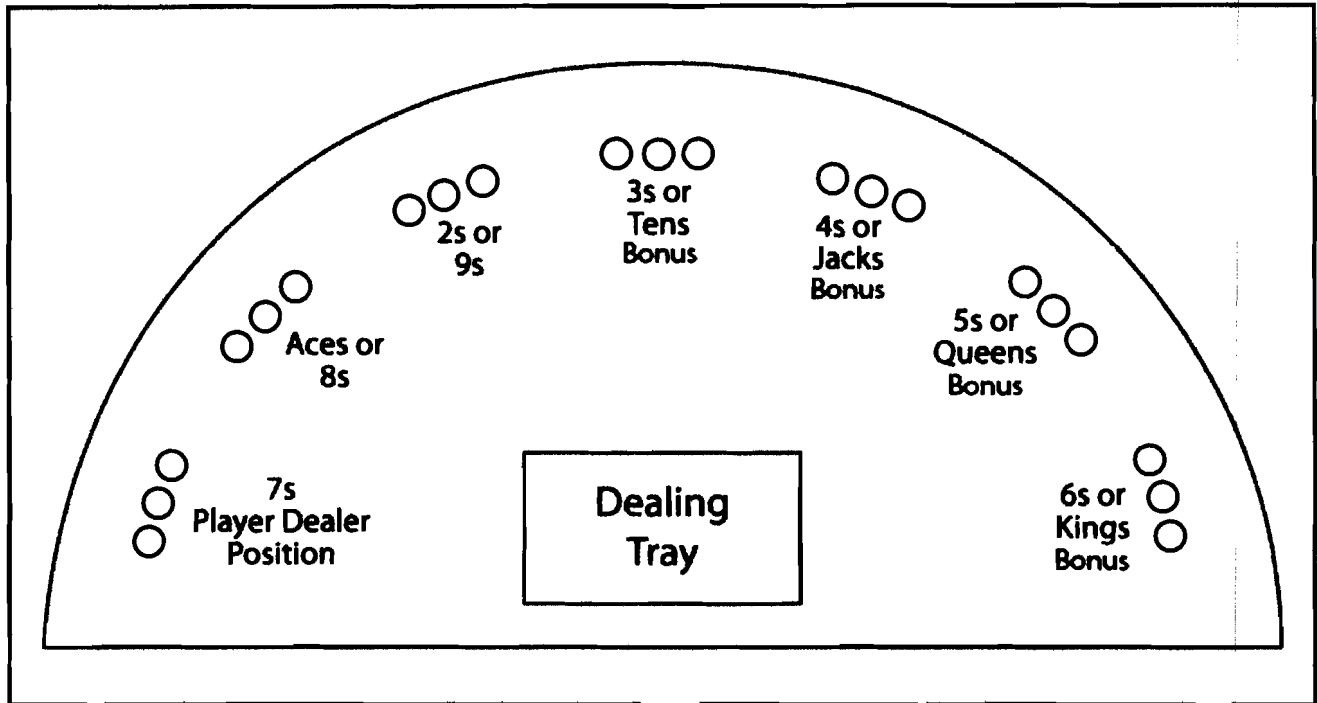 3s or
Tens
Bonus
2s or
9s
4s or
Jacks
Bonus
Aces or
8s
5s or
Queens
Bonus
7s
Player Dealer
Position
Dealing
Tray
6s or
Kings
Bonus